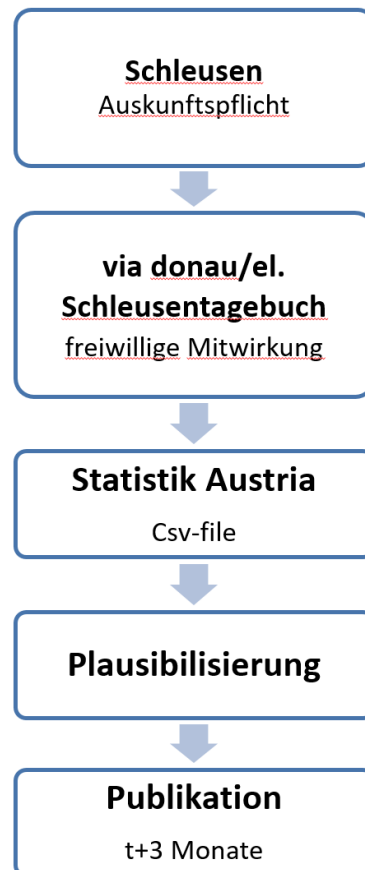 Schleusen
Auskunftspflicht
via donau/el.
Schleusentagebuch
freiwillige Mitwirkung
Statistik Austria
Csv-file
Plausibilisierung
Publikation
t+3 Monate